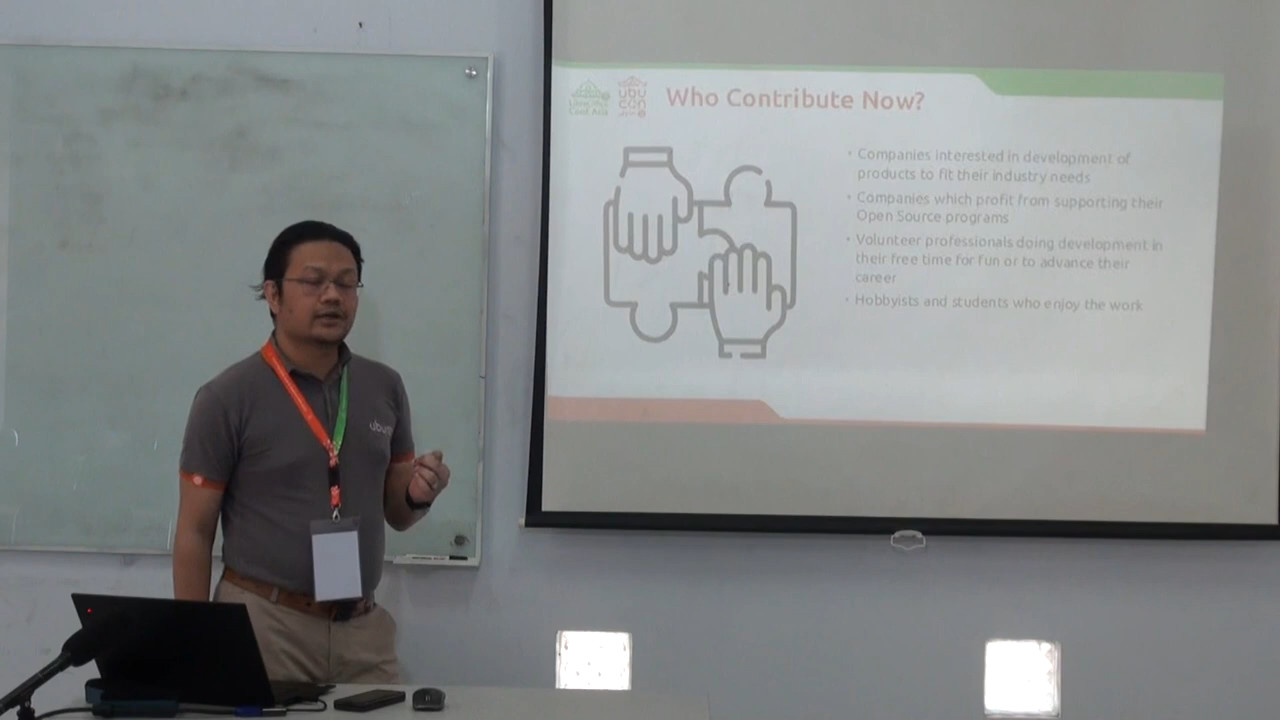 Who Contribute Now?
ubu
con
• Companies interested in development of
products to fit their industry needs
• Companies which profit from supporting their
Open Source programs
• Volunteer professionals doing development in
their free time for fun or to advance their
career
• Hobbyists and students who enjoy the work